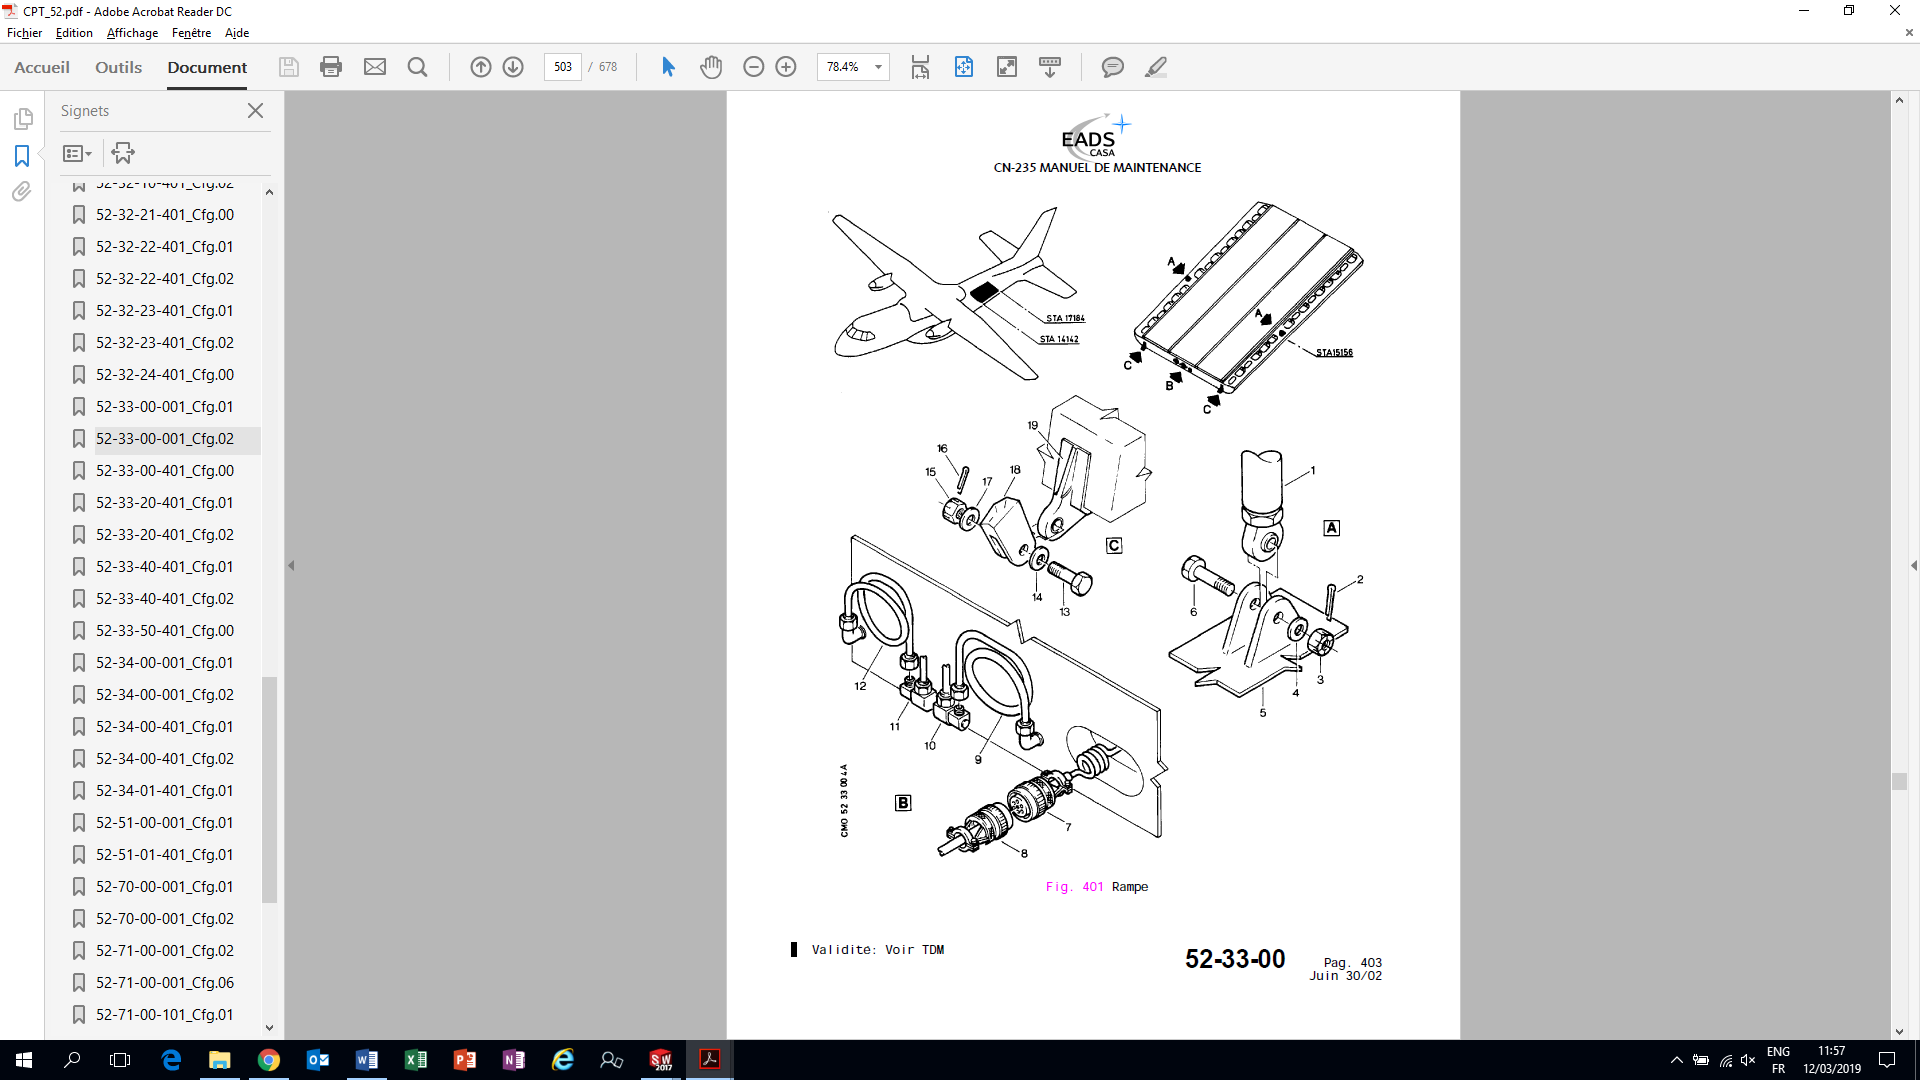 CPT_52.pdf - Adobe Acrobat Reader DC
Fichier Edition Affichage Fenêtre Aide
Accueil Outils Document 503 / 678 78.4%
Signets
52-32-10-401_Cfg.02
52-32-21-401_Cfg.00
52-32-22-401_Cfg.01
52-32-22-401_Cfg.02
52-32-23-401_Cfg.01
52-32-23-401_Cfg.02
52-32-24-401_Cfg.00
52-33-00-001_Cfg.01
52-33-00-001_Cfg.02
52-33-00-401_Cfg.00
52-33-20-401_Cfg.01
52-33-20-401_Cfg.02
52-33-40-401_Cfg.01
52-33-40-401_Cfg.02
52-33-50-401_Cfg.00
52-34-00-001_Cfg.01
52-34-00-001_Cfg.02
52-34-00-401_Cfg.01
52-34-00-401_Cfg.02
52-34-01-401_Cfg.01
52-51-00-001_Cfg.01
52-51-01-401_Cfg.01
52-70-00-001_Cfg.01
52-70-00-001_Cfg.02
52-71-00-001_Cfg.02
52-71-00-001_Cfg.06
52-71-00-101_Cfg.01
EADS
CASA
CN-235 MANUEL DE MAINTENANCE
STA 17184
STA 14142
A
A
STA15156
C
B
C
19
16
15
17
18
C
14
13
1
A
2
6
3
4
5
12
11
10
9
7
8
B
CMO 52 33 00 4A
Fig. 401 Rampe
Validité: Voir TDM
52-33-00
Pag. 403
Juin 30/02
SW
2017
ENG
FR
11:57
12/03/2019